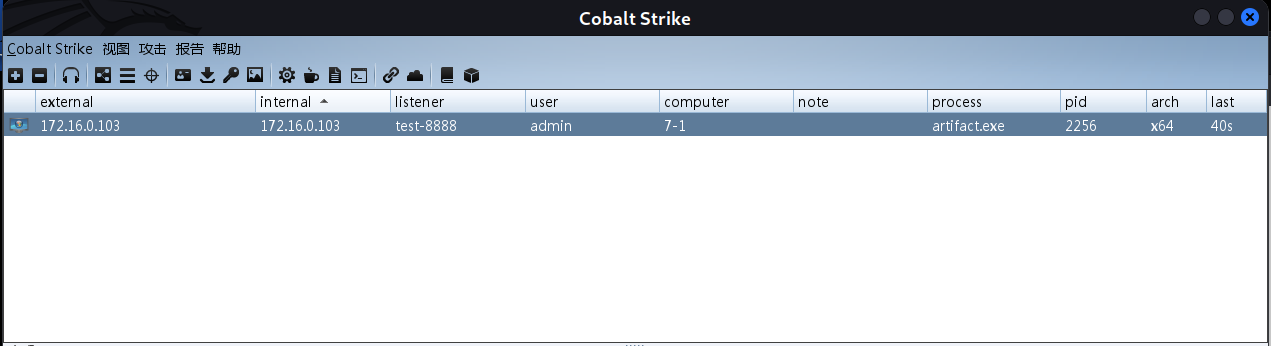 Cobalt Strike
Cobalt Strike 视图 攻击 报告 帮助
external internal listener user computer note process pid arch last
172.16.0.103 172.16.0.103 test-8888 admin 7-1 artifact.exe 2256 x64 40s